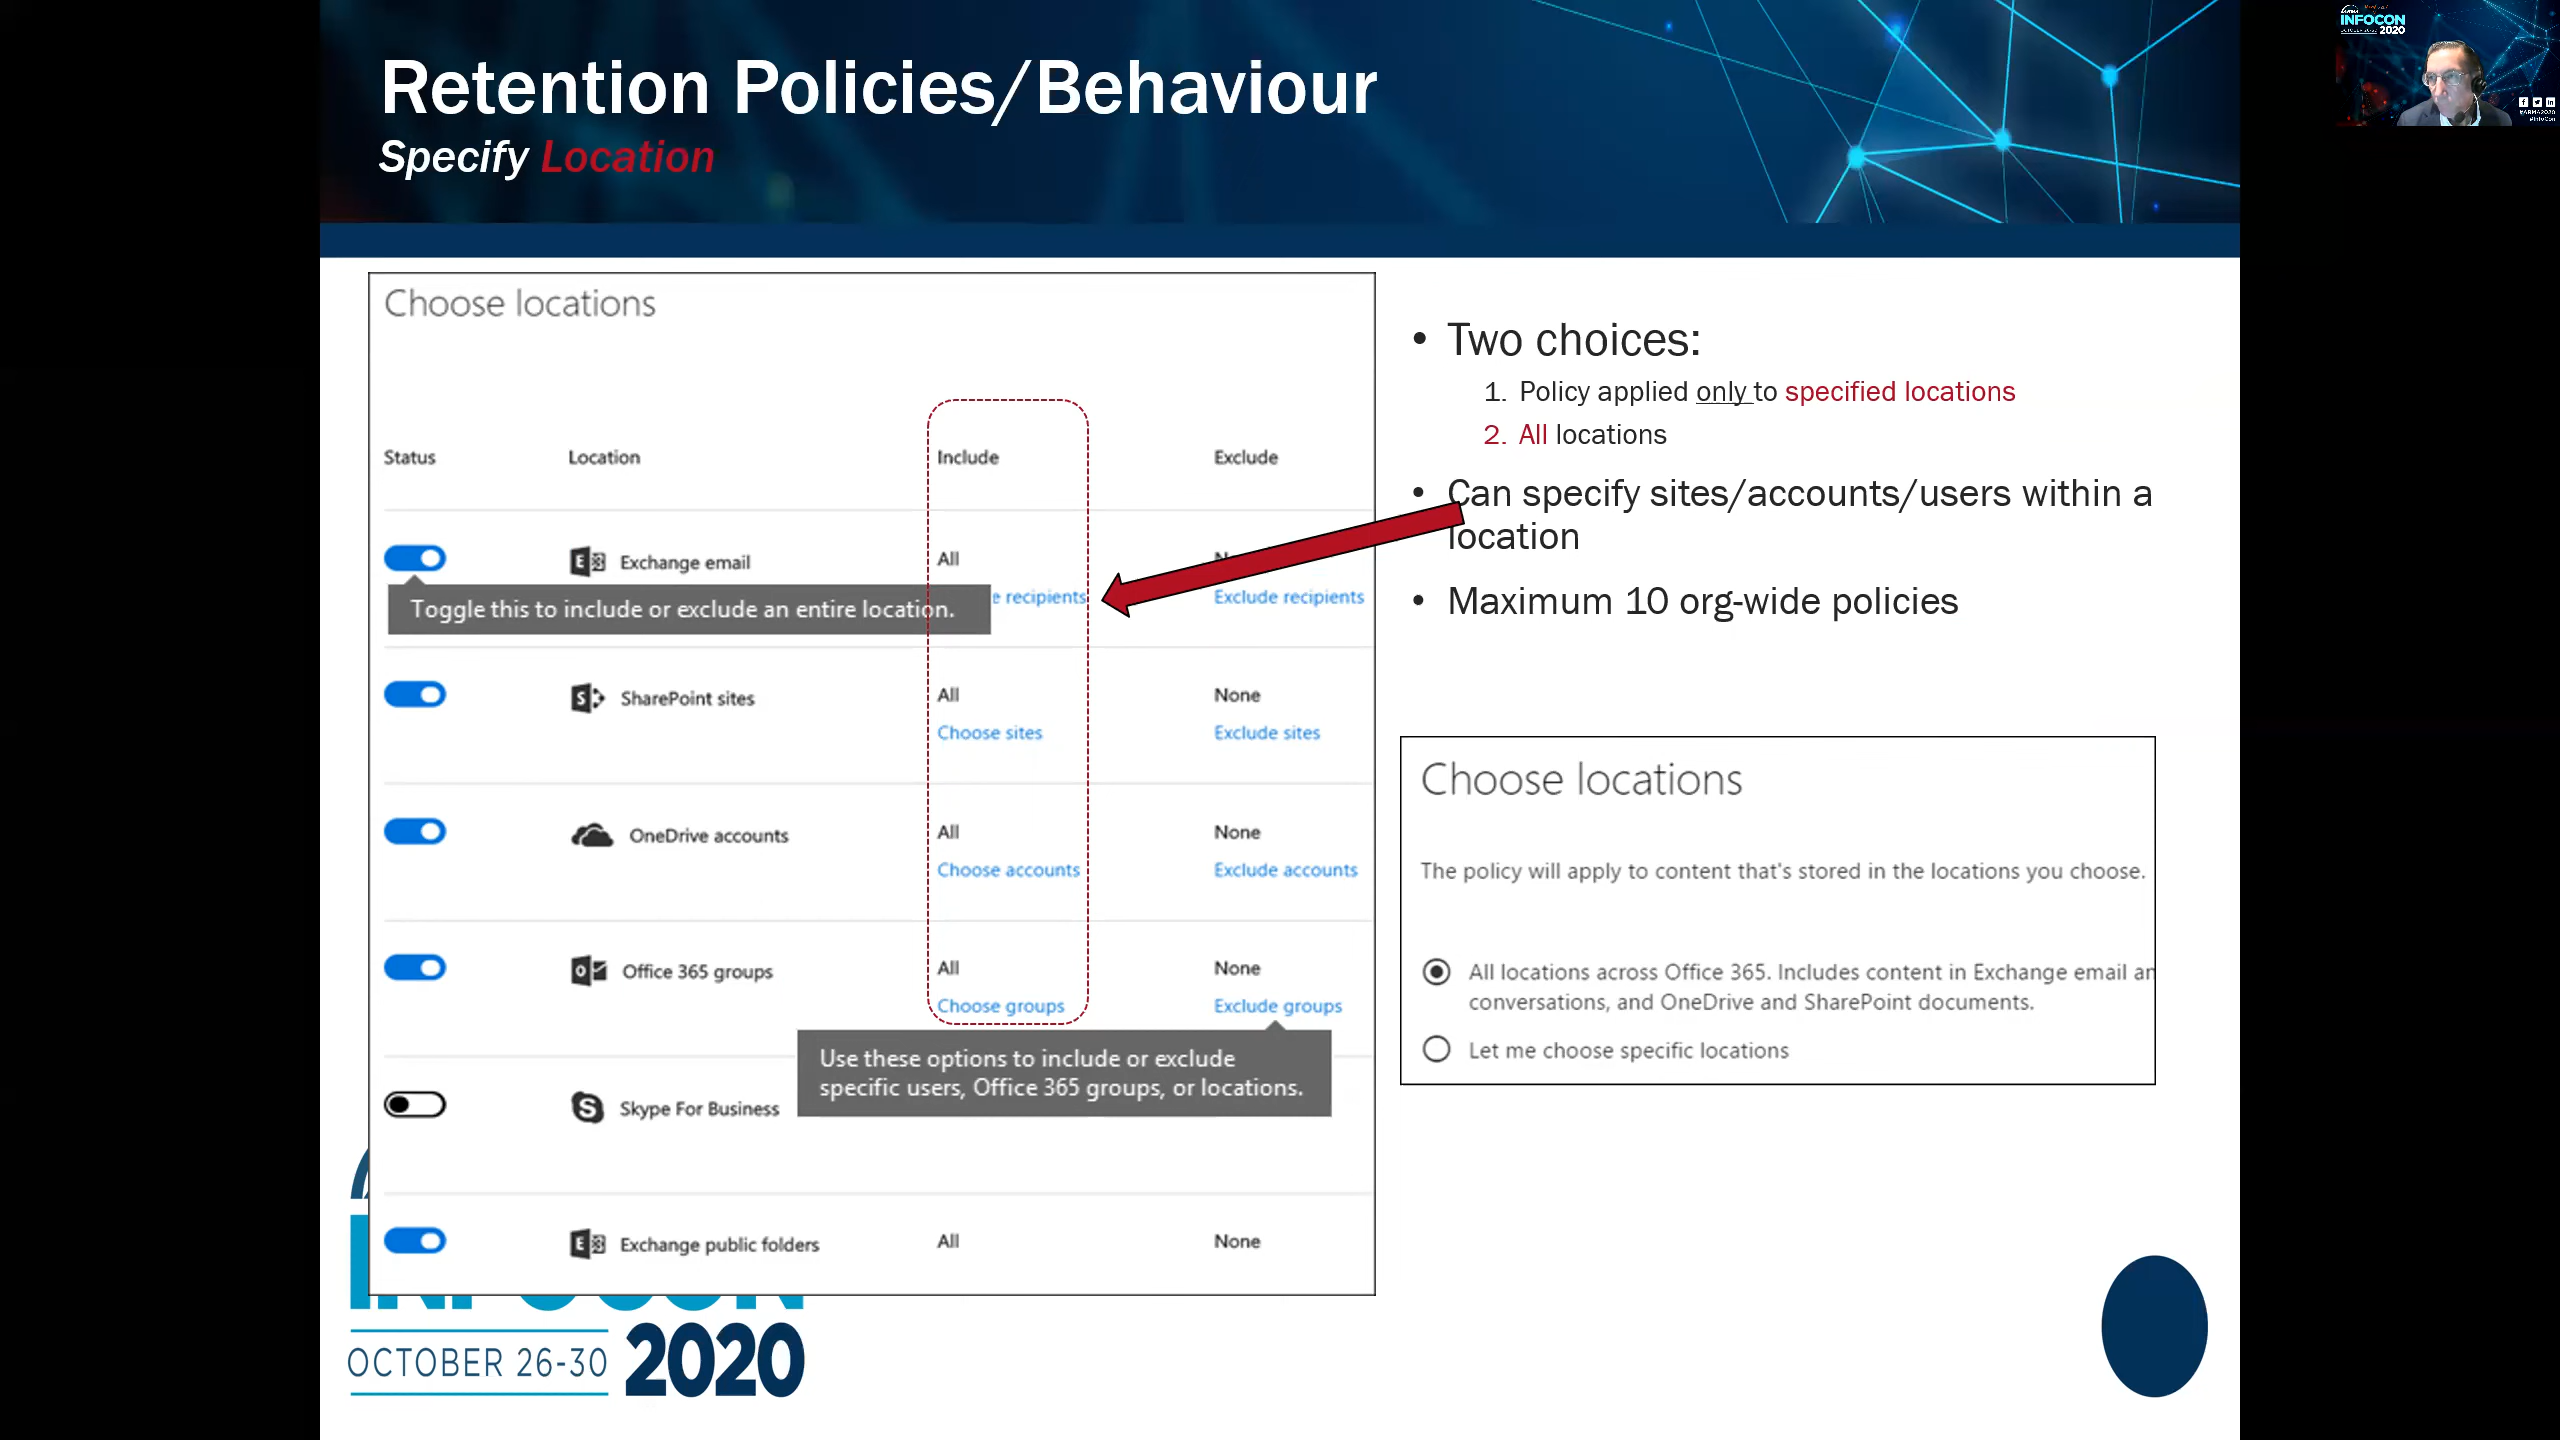 Retention Policies/Behaviour
Specify Location
INFOCON
2020
#ARMA2020
#InfoCon
Choose locations
Status Location Include Exclude
Exchange email All
Toggle this to include or exclude an entire location.
e recipients Exclude recipients
SharePoint sites All None
Choose sites Exclude sites
OneDrive accounts All None
Choose accounts Exclude accounts
Office 365 groups All None
Choose groups Exclude groups
Use these options to include or exclude
specific users, Office 365 groups, or locations.
Skype For Business
Exchange public folders All None
• Two choices:
1. Policy applied only to specified locations
2. All locations
• Can specify sites/accounts/users within a
location
• Maximum 10 org-wide policies
Choose locations
The policy will apply to content that's stored in the locations you choose.
All locations across Office 365. Includes content in Exchange email an
conversations, and OneDrive and SharePoint documents.
Let me choose specific locations
OCTOBER 26-30 2020